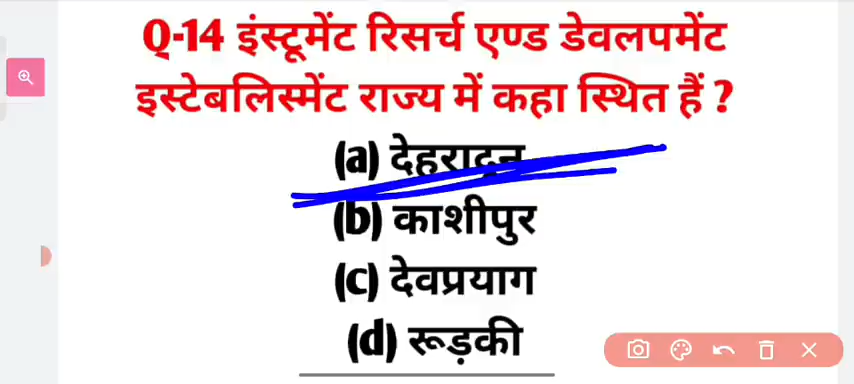 Q-14 इंस्टूमेंट रिसर्च एण्ड डेवलपमेंट
इस्टेबलिस्मेंट राज्य में कहा स्थित हैं ?
(a) देहरादून
(b) काशीपुर
(c) देवप्रयाग
(d) रूड़की